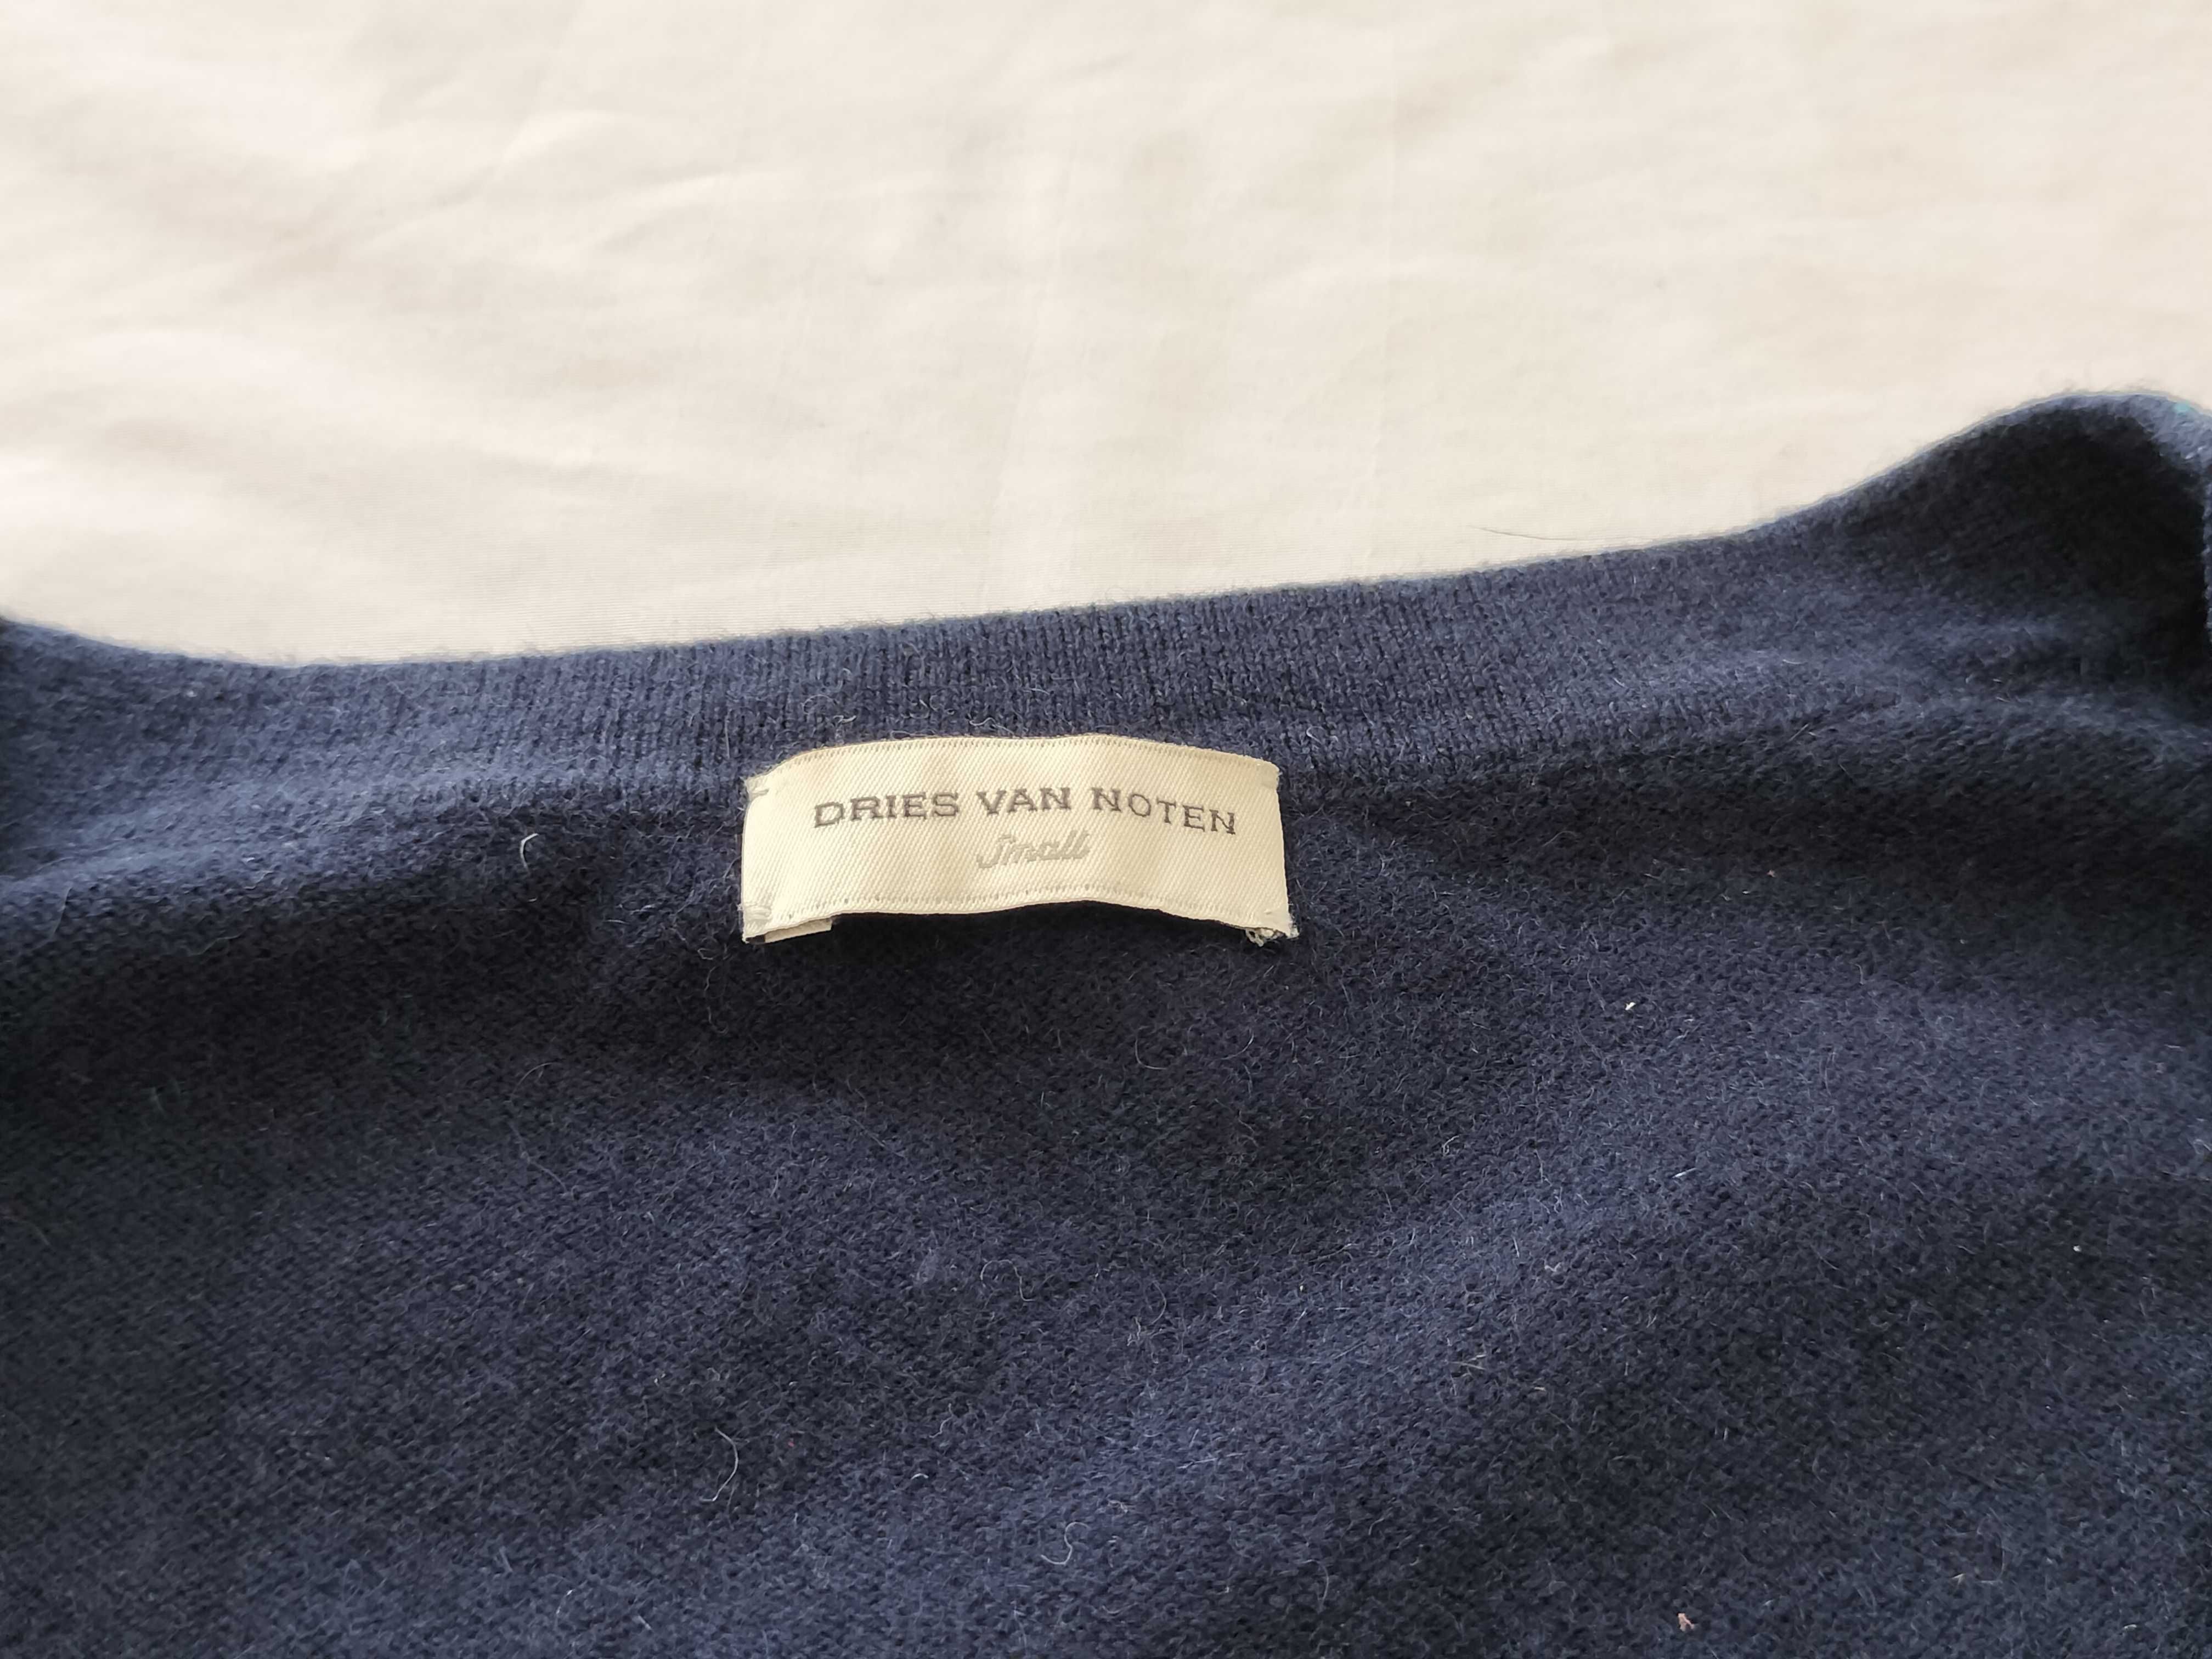 DRIES VAN NOTEN
Small